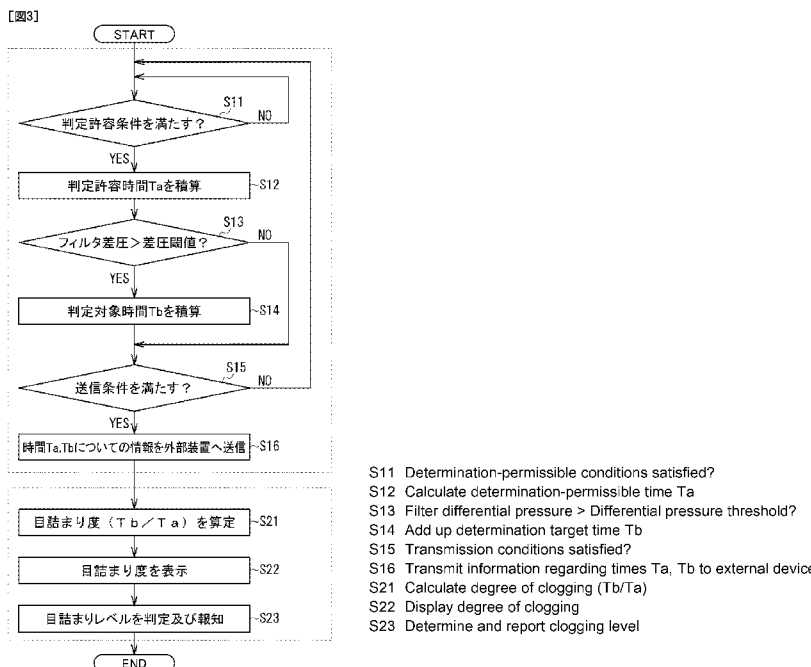 [図3]
START
S11
判定許容条件を満たす？
NO
YES
判定許容時間Taを積算
S12
S13
フィルタ差圧＞差圧閾値？
NO
YES
判定対象時間Tbを積算
S14
S15
送信条件を満たす？
NO
YES
時間Ta,Tbについての情報を外部装置へ送信
S16
目詰まり度（Ｔｂ／Ｔａ）を算定
S21
目詰まり度を表示
S22
目詰まりレベルを判定及び報知
S23
END
S11 Determination-permissible conditions satisfied?
S12 Calculate determination-permissible time Ta
S13 Filter differential pressure > Differential pressure threshold?
S14 Add up determination target time Tb
S15 Transmission conditions satisfied?
S16 Transmit information regarding times Ta, Tb to external device
S21 Calculate degree of clogging (Tb/Ta)
S22 Display degree of clogging
S23 Determine and report clogging level